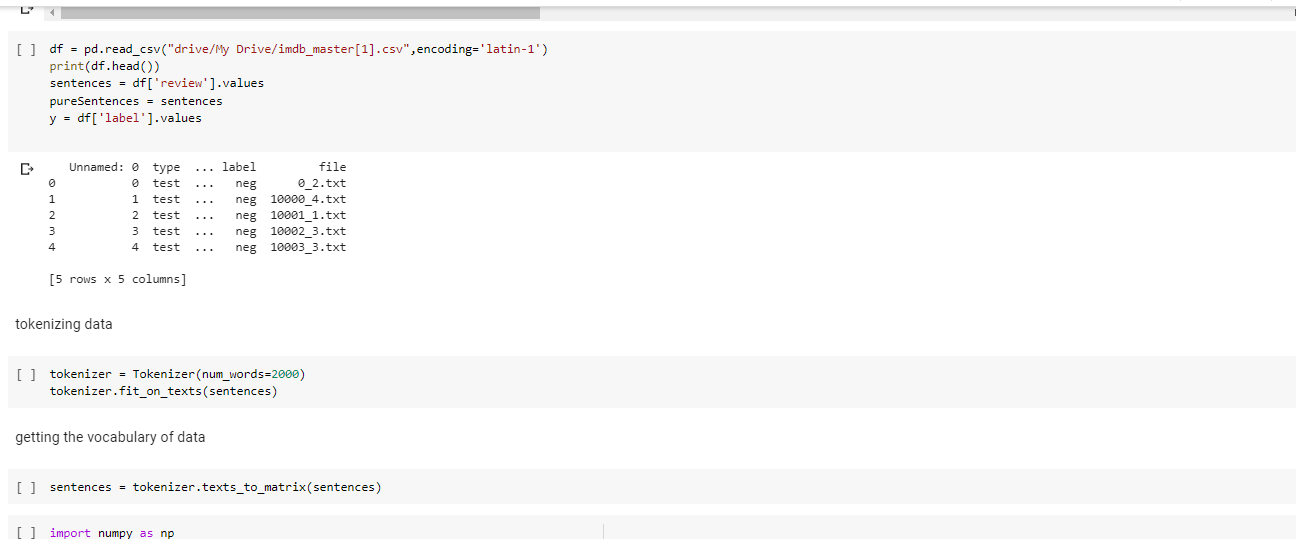 [ ] df = pd.read_csv("drive/My Drive/imdb_master[1].csv",encoding='latin-1')
print(df.head())
sentences = df['review'].values
pureSentences = sentences
y = df['label'].values
Unnamed: 0 type ... label file
0 0 test ... neg 0_2.txt
1 1 test ... neg 10000_4.txt
2 2 test ... neg 10001_1.txt
3 3 test ... neg 10002_3.txt
4 4 test ... neg 10003_3.txt
[5 rows x 5 columns]
tokenizing data
[ ] tokenizer = Tokenizer(num_words=2000)
tokenizer.fit_on_texts(sentences)
getting the vocabulary of data
[ ] sentences = tokenizer.texts_to_matrix(sentences)
[ ] import numpy as np